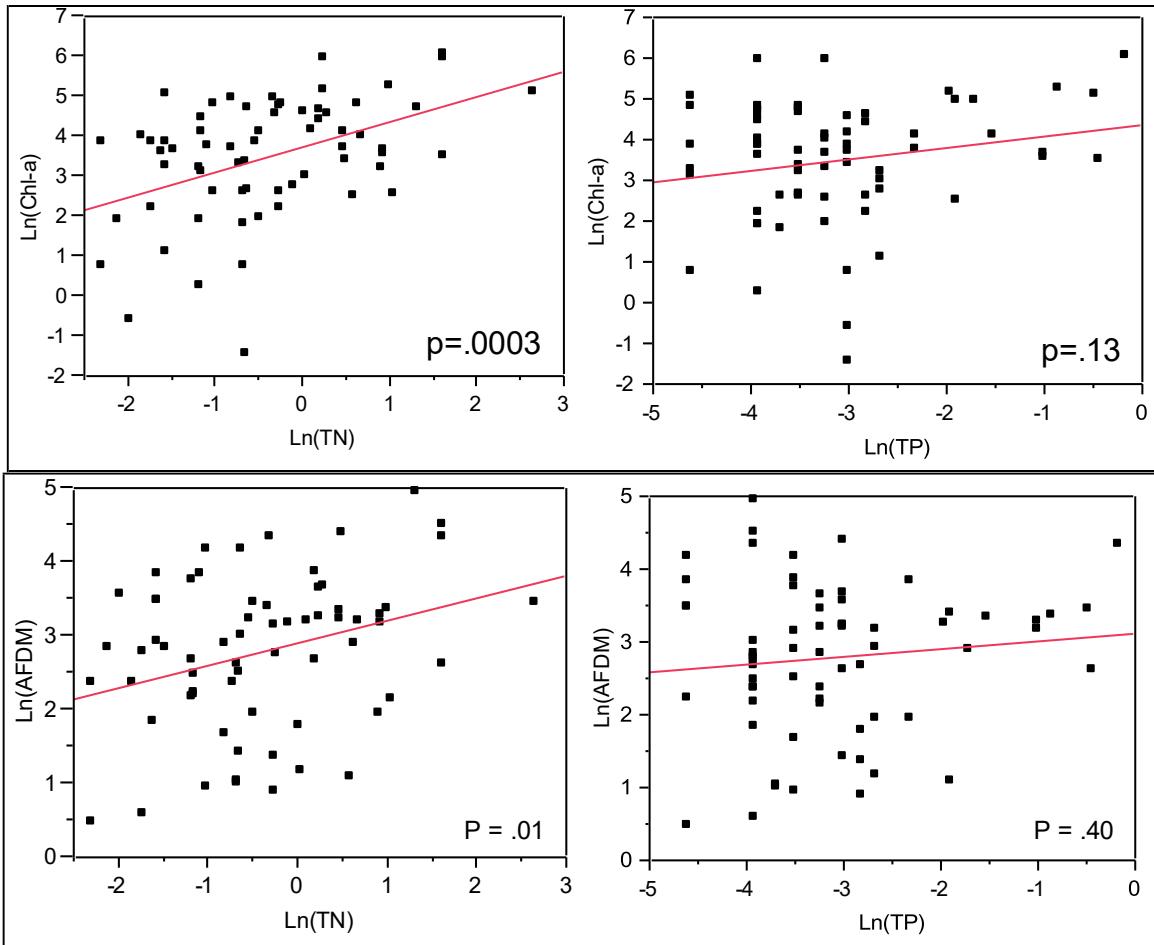 7
6
5
4
3
2
1
0
-1
-2
Ln(Chl-a)
-2 -1 0 1 2 3
Ln(TN)
p=.0003
7
6
5
4
3
2
1
0
-1
-2
Ln(Chl-a)
-5 -4 -3 -2 -1 0
Ln(TP)
p=.13
5
4
3
2
1
0
Ln(AFDM)
-2 -1 0 1 2 3
Ln(TN)
P = .01
5
4
3
2
1
0
Ln(AFDM)
-5 -4 -3 -2 -1 0
Ln(TP)
P = .40